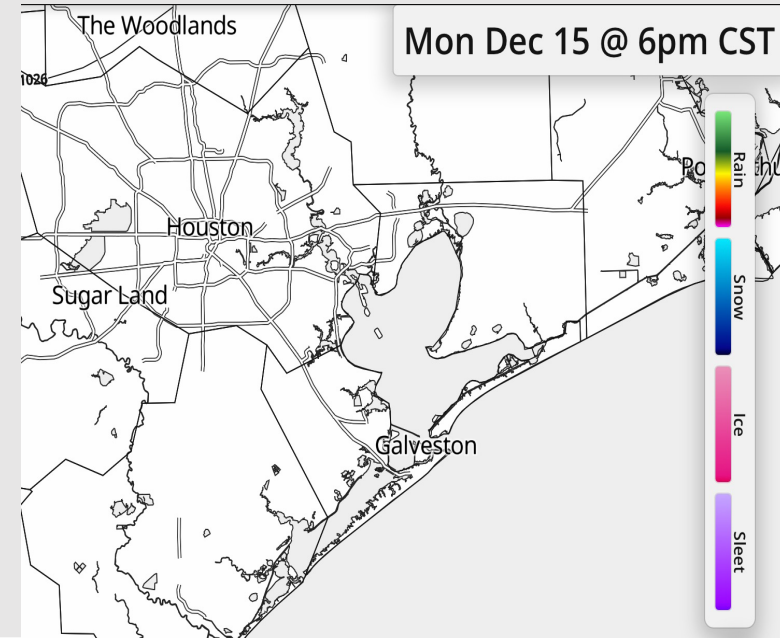 The Woodlands
Mon Dec 15 @ 6pm CST
1026
Rain
Houston
Snow
Sugar Land
Ice
Galveston
Sleet